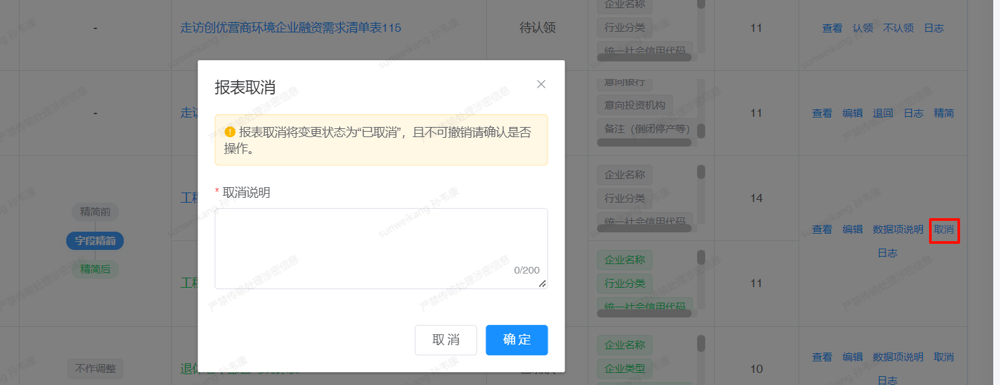 企业名称
-
走访创优营商环境企业融资需求清单表115
待认领
行业分类
统一社会信用代码
11
查看 认领 不认领 日志
报表取消
意向银行
-
走访
意向投资机构
备注（倒闭停产等）
11
查看 编辑 退回 日志 精简
报表取消将变更状态为“已取消”，且不可撤销请确认是否
操作。
* 取消说明
0/200
取 消
确 定
精简前
字段精简
精简后
工程
企业名称
行业分类
统一社会信用代码
14
查看 编辑 数据项说明 取消
日志
工程
企业名称
行业分类
统一社会信用代码
11
不作调整
企业名称
企业类型
10
查看 编辑 数据项说明 取消
日志
sunweikang 孙韦康
严禁传输处理涉密信息